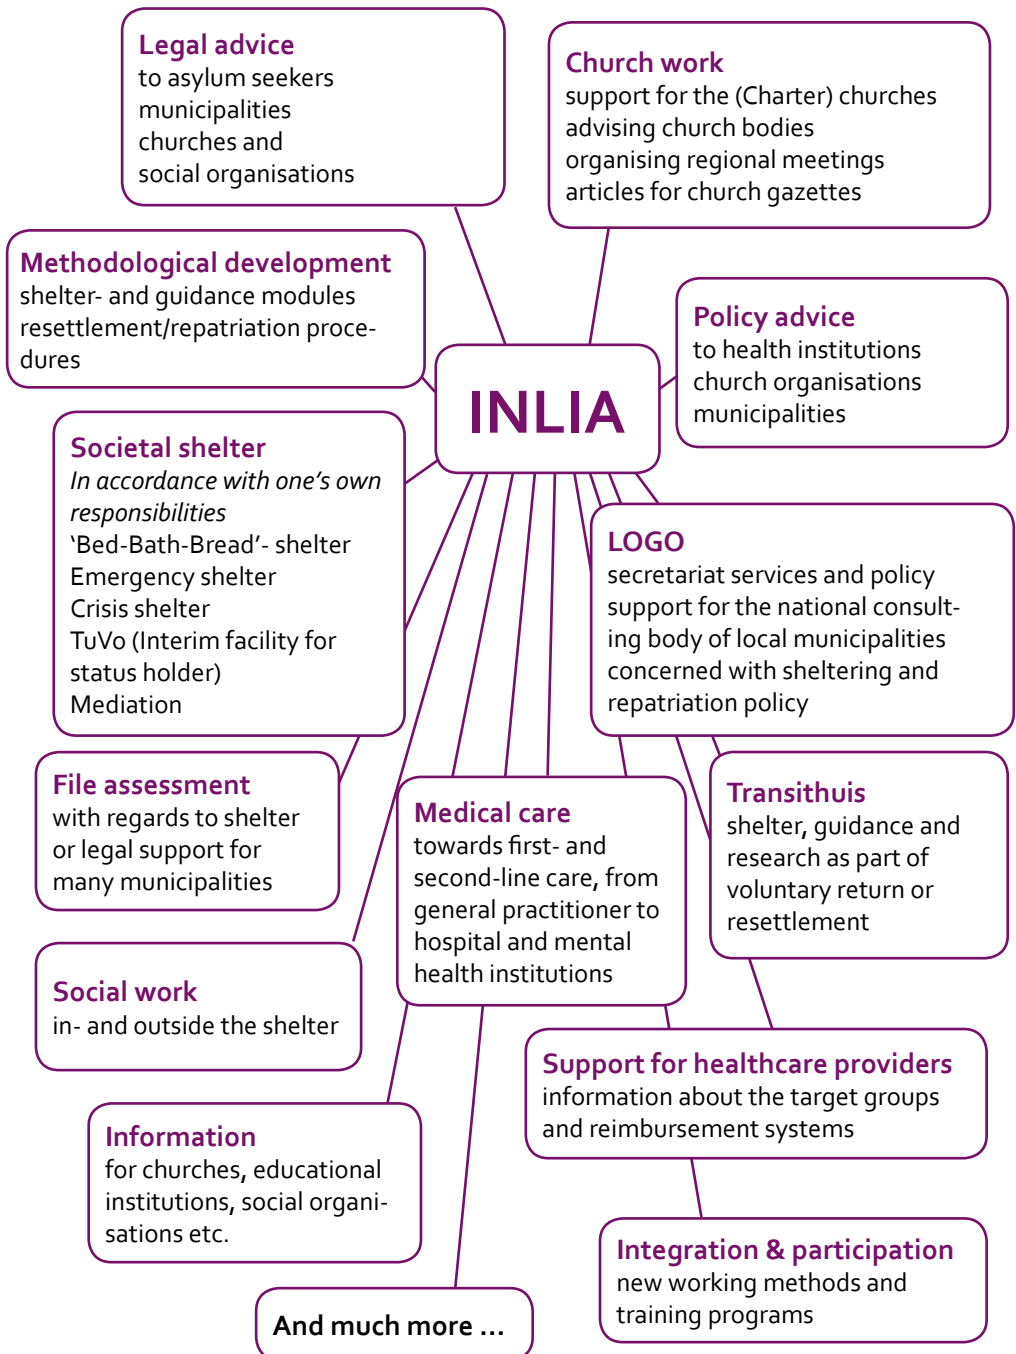 Legal advice
to asylum seekers
municipalities
churches and
social organisations
Church work
support for the (Charter) churches
advising church bodies
organising regional meetings
articles for church gazettes
Methodological development
shelter- and guidance modules
resettlement/repatriation proce-
dures
Policy advice
to health institutions
church organisations
municipalities
INLIA
Societal shelter
In accordance with one's own
responsibilities
‘Bed-Bath-Bread’- shelter
Emergency shelter
Crisis shelter
TuVo (Interim facility for
status holder)
Mediation
LOGO
secretariat services and policy
support for the national consult-
ing body of local municipalities
concerned with sheltering and
repatriation policy
File assessment
with regards to shelter
or legal support for
many municipalities
Medical care
towards first- and
second-line care, from
general practitioner to
hospital and mental
health institutions
Transithuis
shelter, guidance and
research as part of
voluntary return or
resettlement
Social work
in- and outside the shelter
Support for healthcare providers
information about the target groups
and reimbursement systems
Information
for churches, educational
institutions, social organi-
sations etc.
Integration & participation
new working methods and
training programs
And much more ...